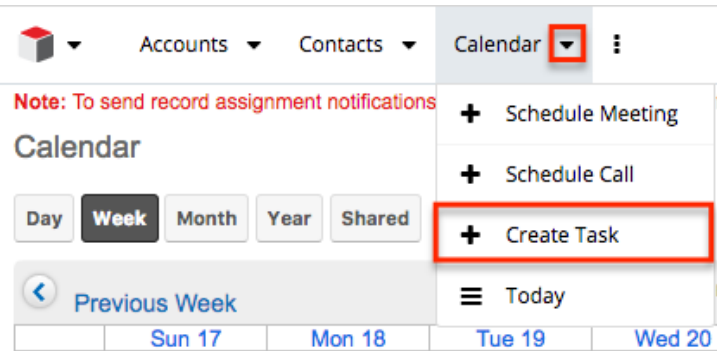 Accounts Contacts Calendar
Note: To send record assignment notifications
Schedule Meeting
Calendar
Schedule Call
Day Week Month Year Shared
Create Task
Today
Previous Week
Sun 17 Mon 18 Tue 19 Wed 20